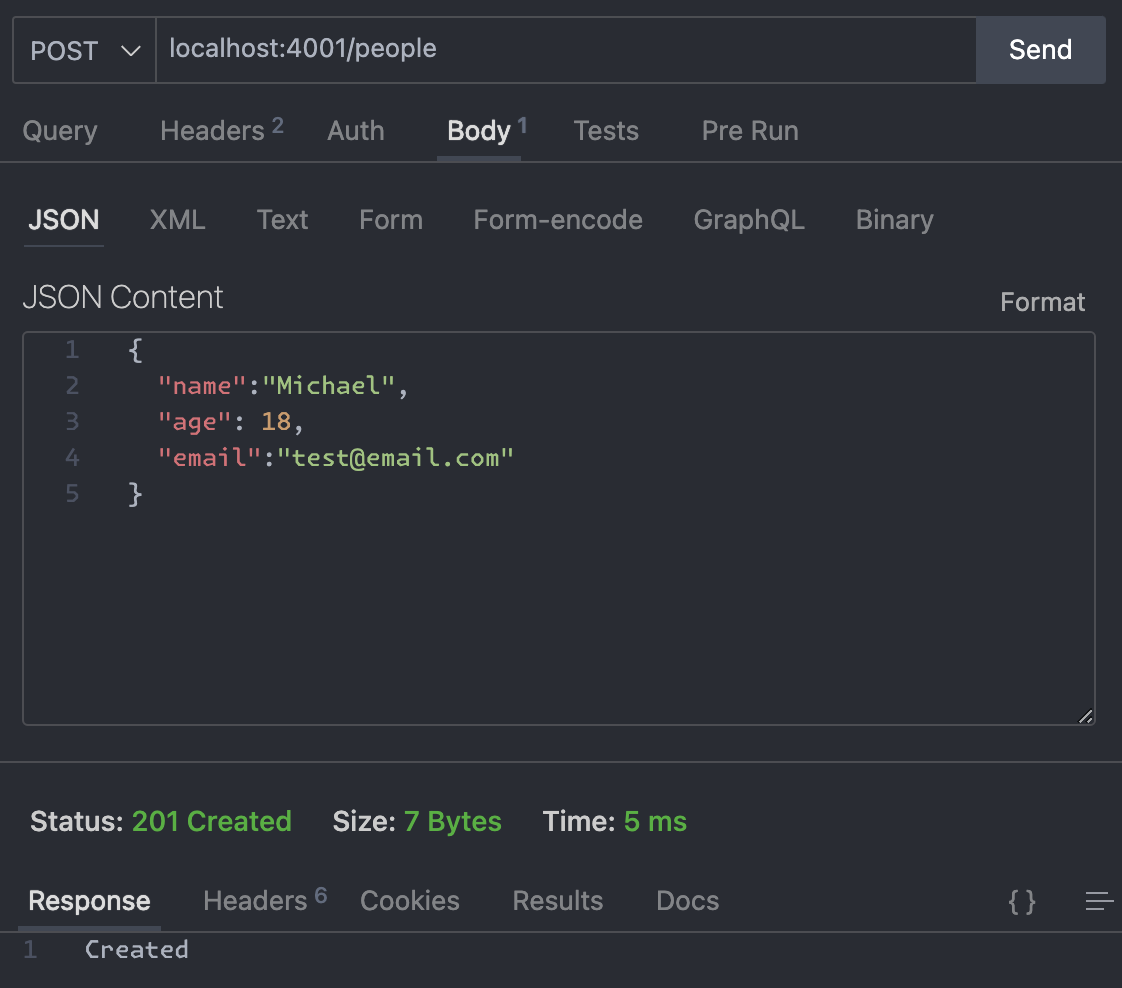 POST localhost:4001/people Send
Query Headers 2 Auth Body 1 Tests Pre Run
JSON XML Text Form Form-encode GraphQL Binary
JSON Content Format
1 {
2 "name":"Michael",
3 "age": 18,
4 "email":"test@email.com"
5 }
Status: 201 Created Size: 7 Bytes Time: 5 ms
Response Headers 6 Cookies Results Docs { }
1 Created